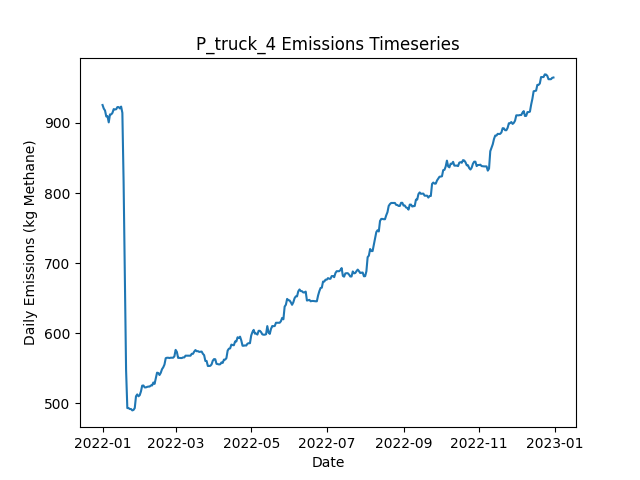 P_truck_4 Emissions Timeseries
Daily Emissions (kg Methane)
900
800
700
600
500
2022-01 2022-03 2022-05 2022-07 2022-09 2022-11 2023-01
Date